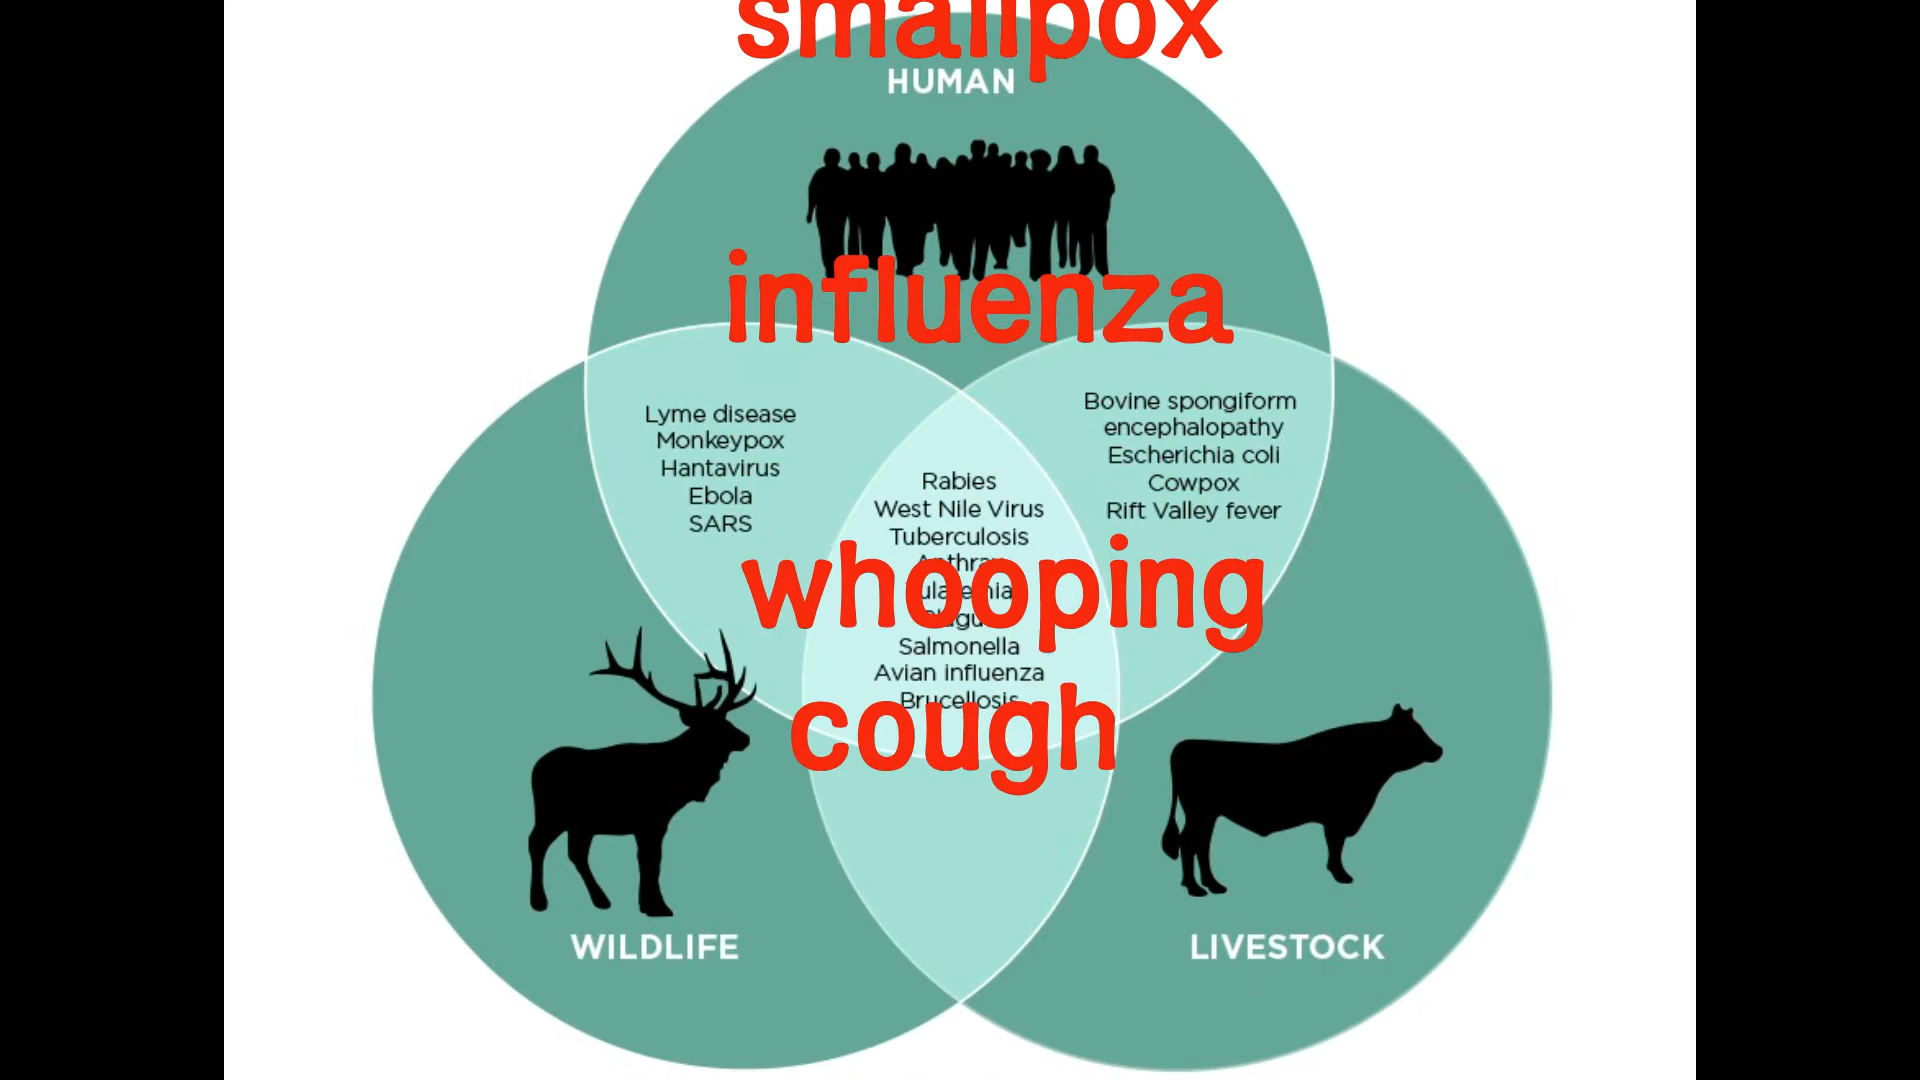 smallpox
HUMAN
influenza
Lyme disease
Monkeypox
Hantavirus
Ebola
SARS
Bovine spongiform
encephalopathy
Escherichia coli
Cowpox
Rift Valley fever
Rabies
West Nile Virus
Tuberculosis
whooping
Salmonella
Avian influenza
Brucellosis
cough
WILDLIFE
LIVESTOCK